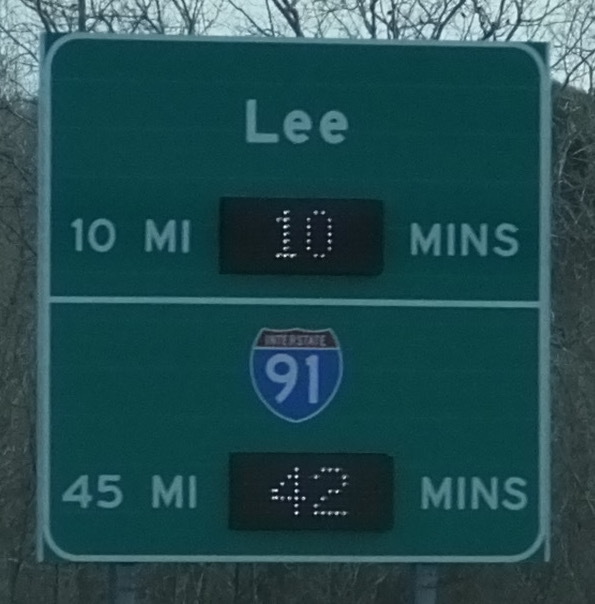 Lee
10 MI 10 MINS
INTERSTATE
91
45 MI 42 MINS